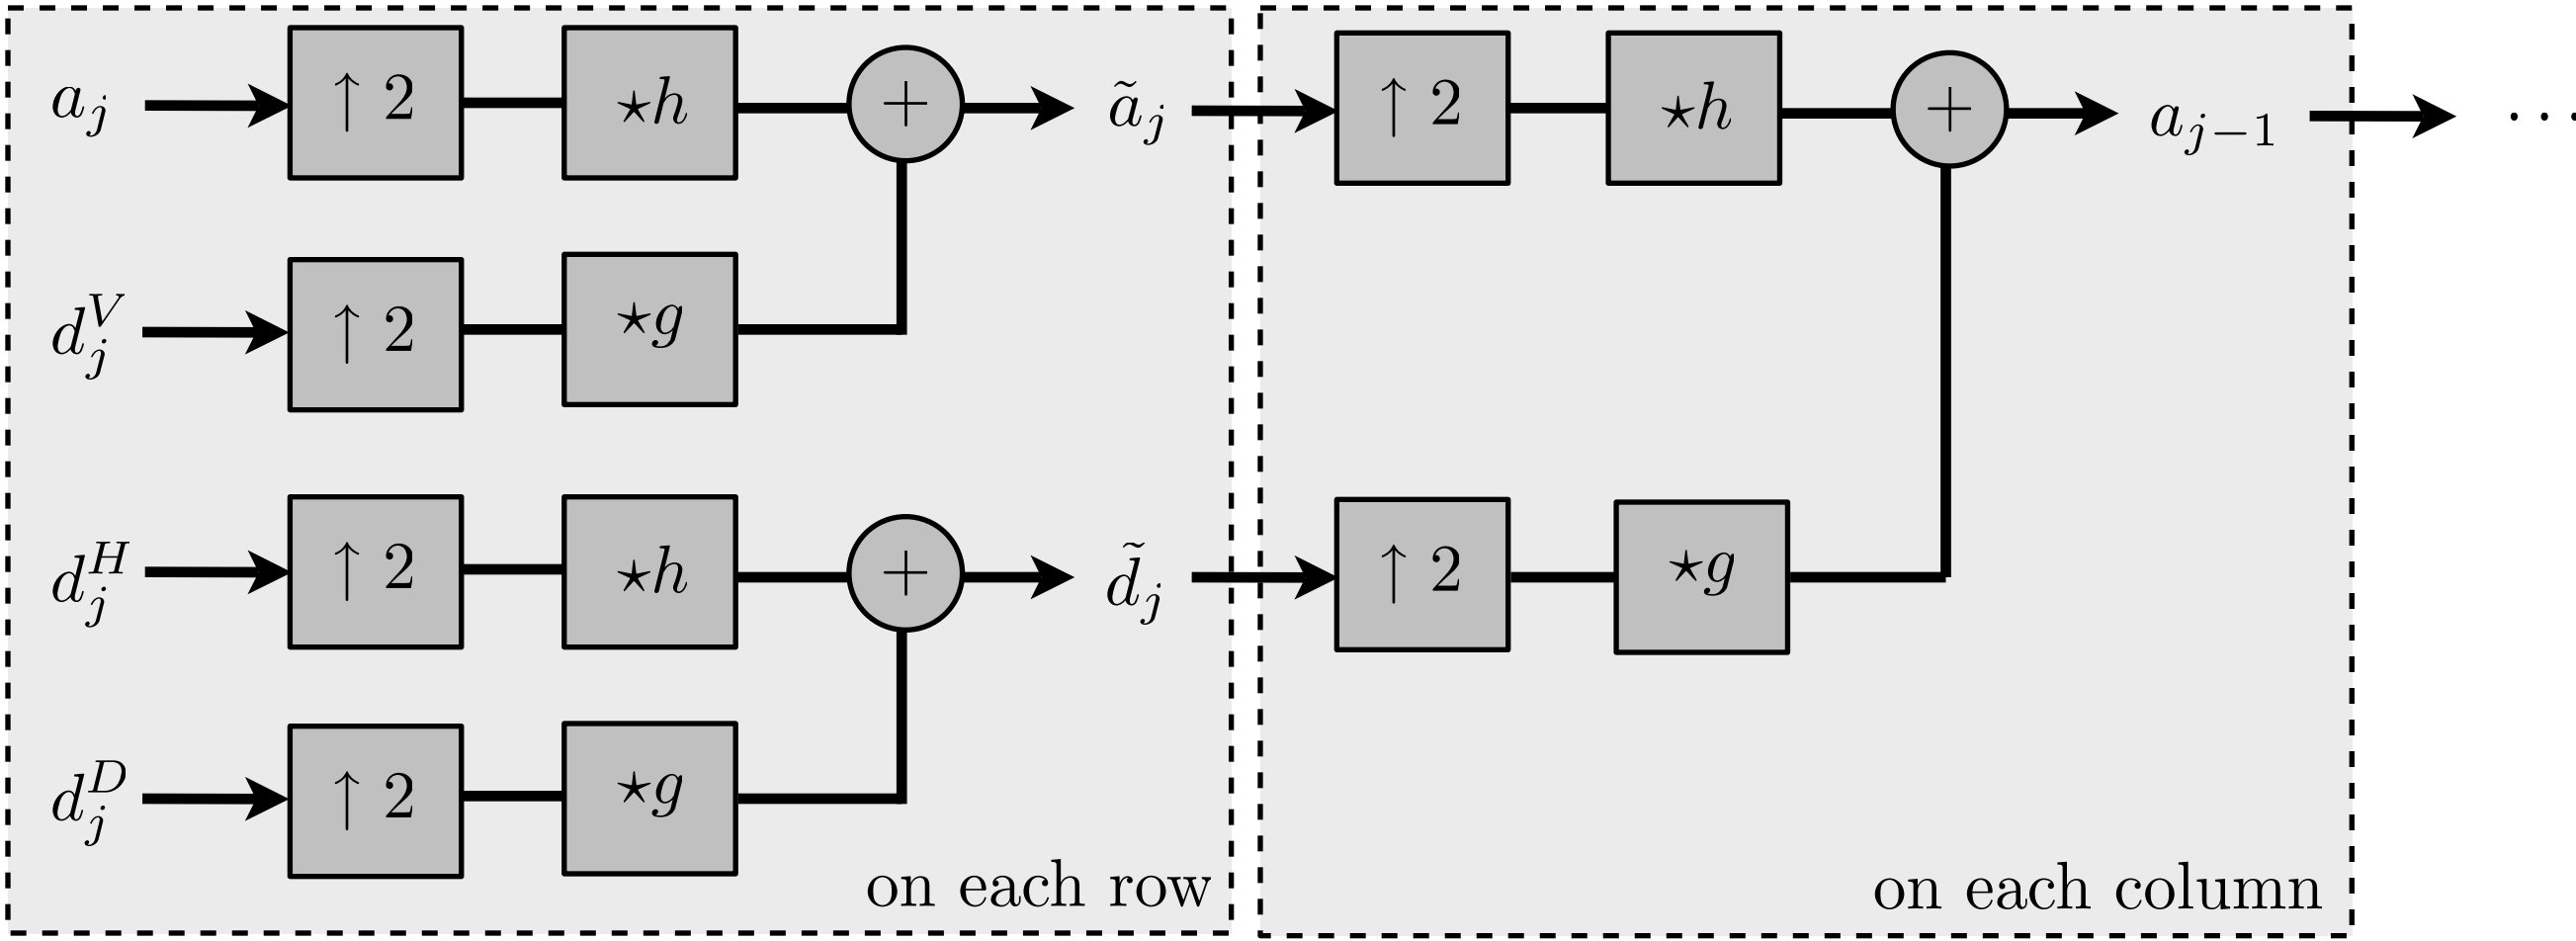 a_j ↑ 2 ⋆h + ã_j ↑ 2 ⋆h + a_{j−1} ...
d_j^V ↑ 2 ⋆g
d_j^H ↑ 2 ⋆h + d̃_j ↑ 2 ⋆g
d_j^D ↑ 2 ⋆g
on each row
on each column